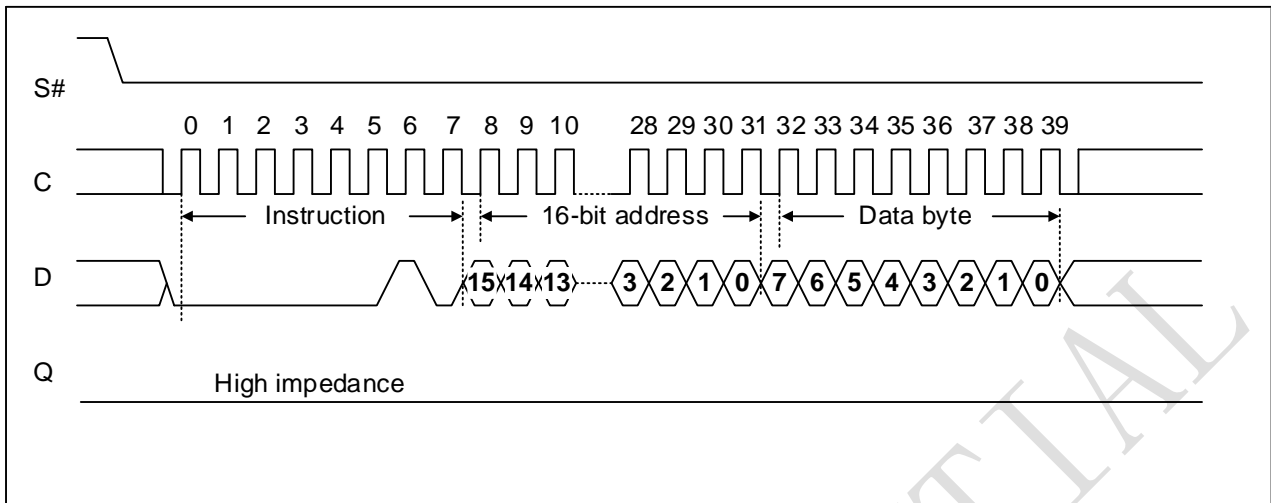 S#
0 1 2 3 4 5 6 7 8 9 10 28 29 30 31 32 33 34 35 36 37 38 39
C
Instruction 16-bit address Data byte
D
15 14 13 3 2 1 0 7 6 5 4 3 2 1 0
Q
High impedance
TIAL